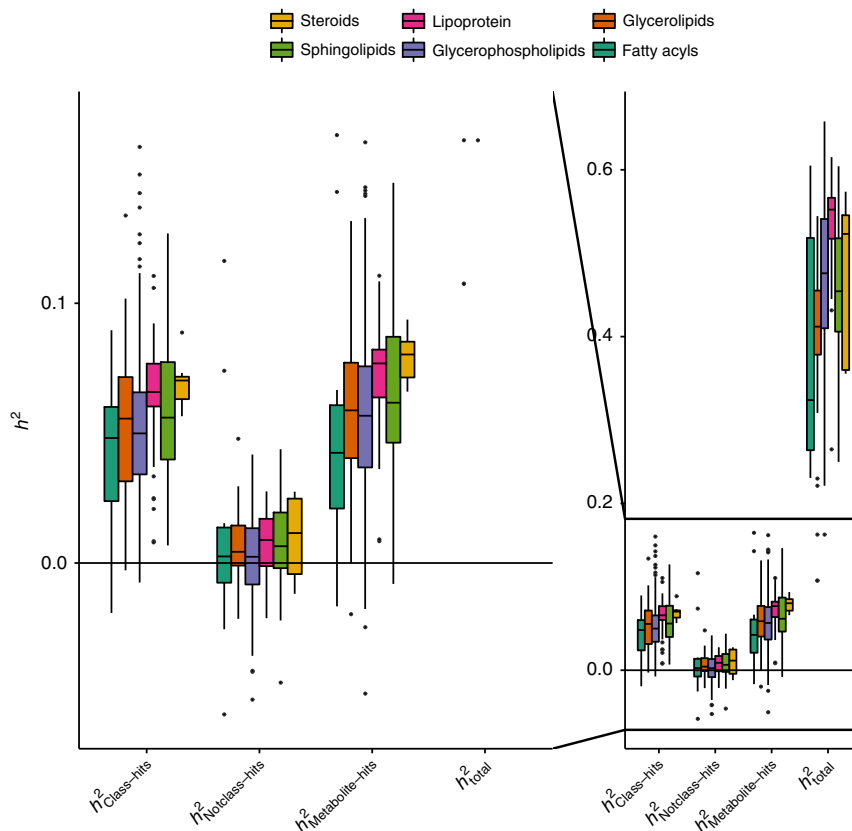 Steroids Lipoprotein Glycerolipids
Sphingolipids Glycerophospholipids Fatty acyls
0.1
0.0
h²
h²Class–hits
h²Notclass–hits
h²Metabolite–hits
h²total
0.6
0.4
0.2
0.0
h²Class–hits
h²Notclass–hits
h²Metabolite–hits
h²total